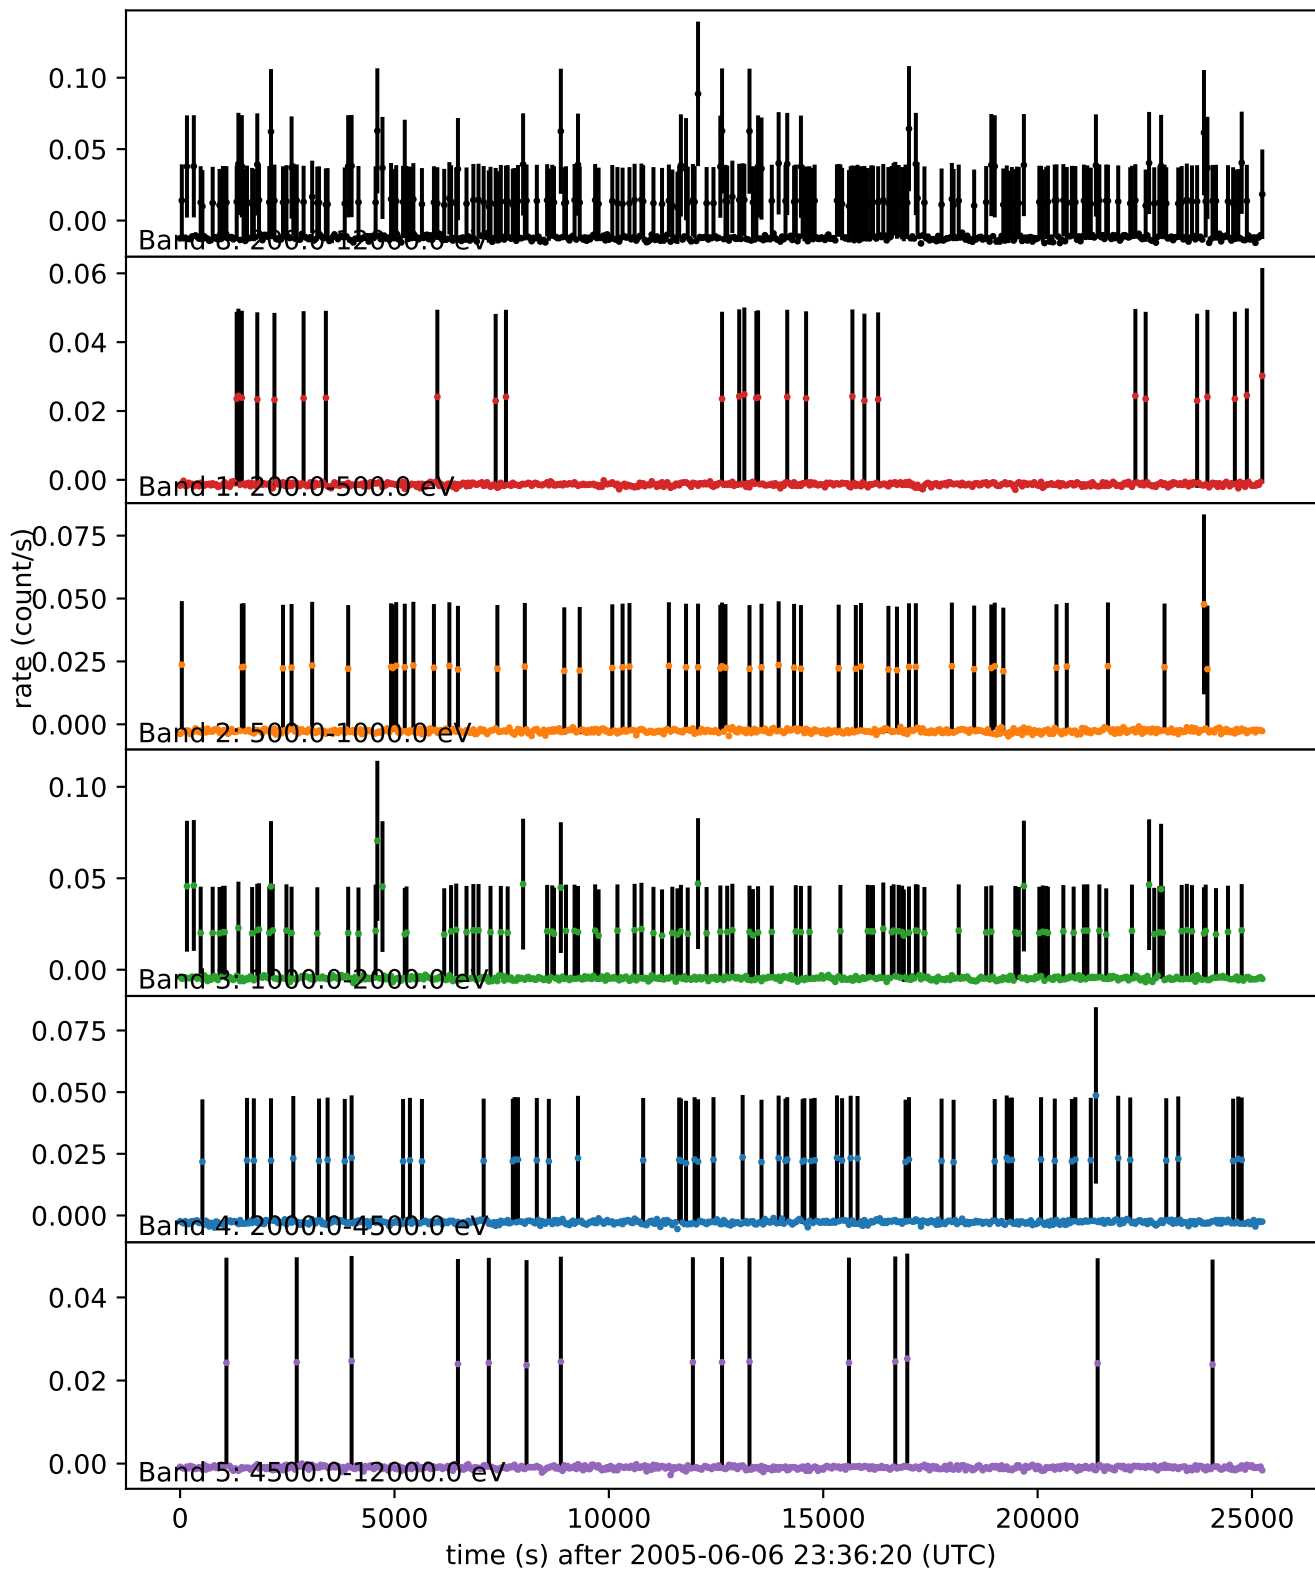 0.10
0.05
0.00
Band 8: 200.0-12000.0 eV
0.06
0.04
0.02
0.00
Band 1: 200.0-500.0 eV
rate (count/s)
0.075
0.050
0.025
0.000
Band 2: 500.0-1000.0 eV
0.10
0.05
0.00
Band 3: 1000.0-2000.0 eV
0.075
0.050
0.025
0.000
Band 4: 2000.0-4500.0 eV
0.04
0.02
0.00
Band 5: 4500.0-12000.0 eV
0 5000 10000 15000 20000 25000
time (s) after 2005-06-06 23:36:20 (UTC)